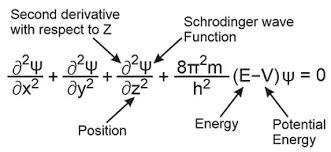 Second derivative
with respect to Z
Schrodinger wave
Function
∂²Ψ/∂x² + ∂²Ψ/∂y² + ∂²Ψ/∂z² + 8π²m/h² (E–V)Ψ = 0
Position
Energy
Potential
Energy